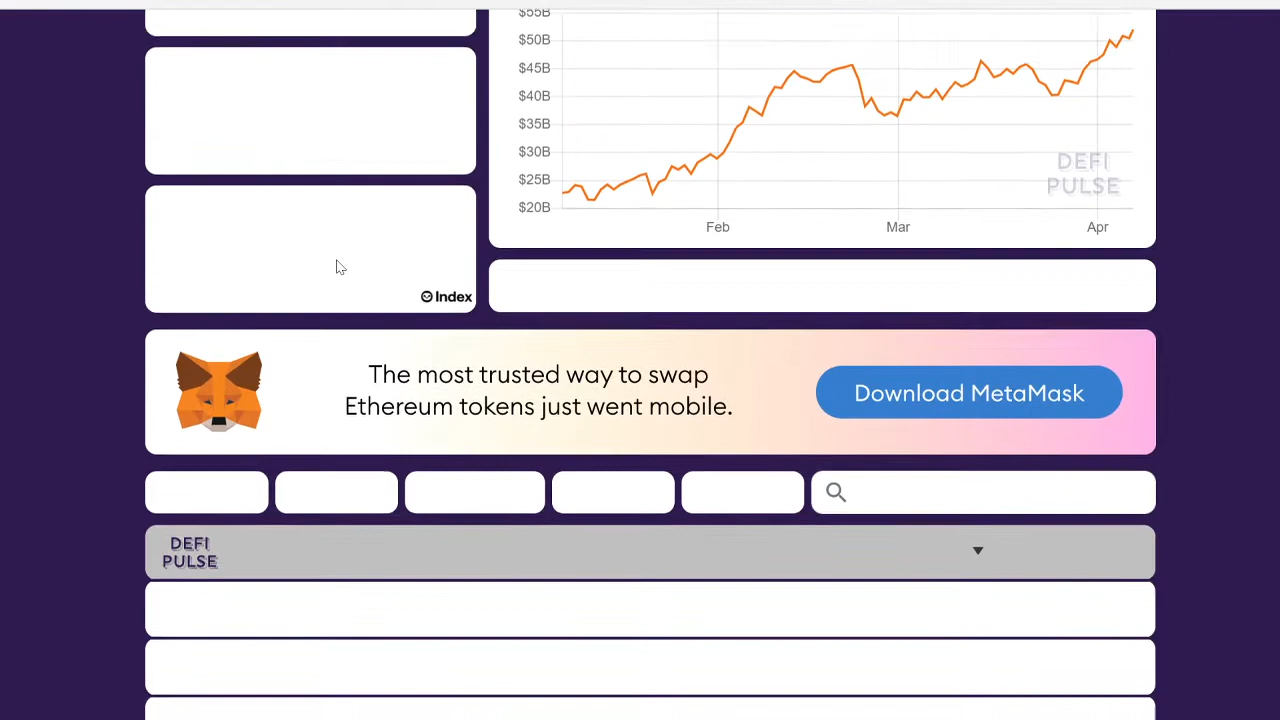 $55B
$50B
$45B
$40B
$35B
$30B
$25B
$20B
Feb Mar Apr
DEFI
PULSE
Index
The most trusted way to swap
Ethereum tokens just went mobile.
Download MetaMask
DEFI
PULSE